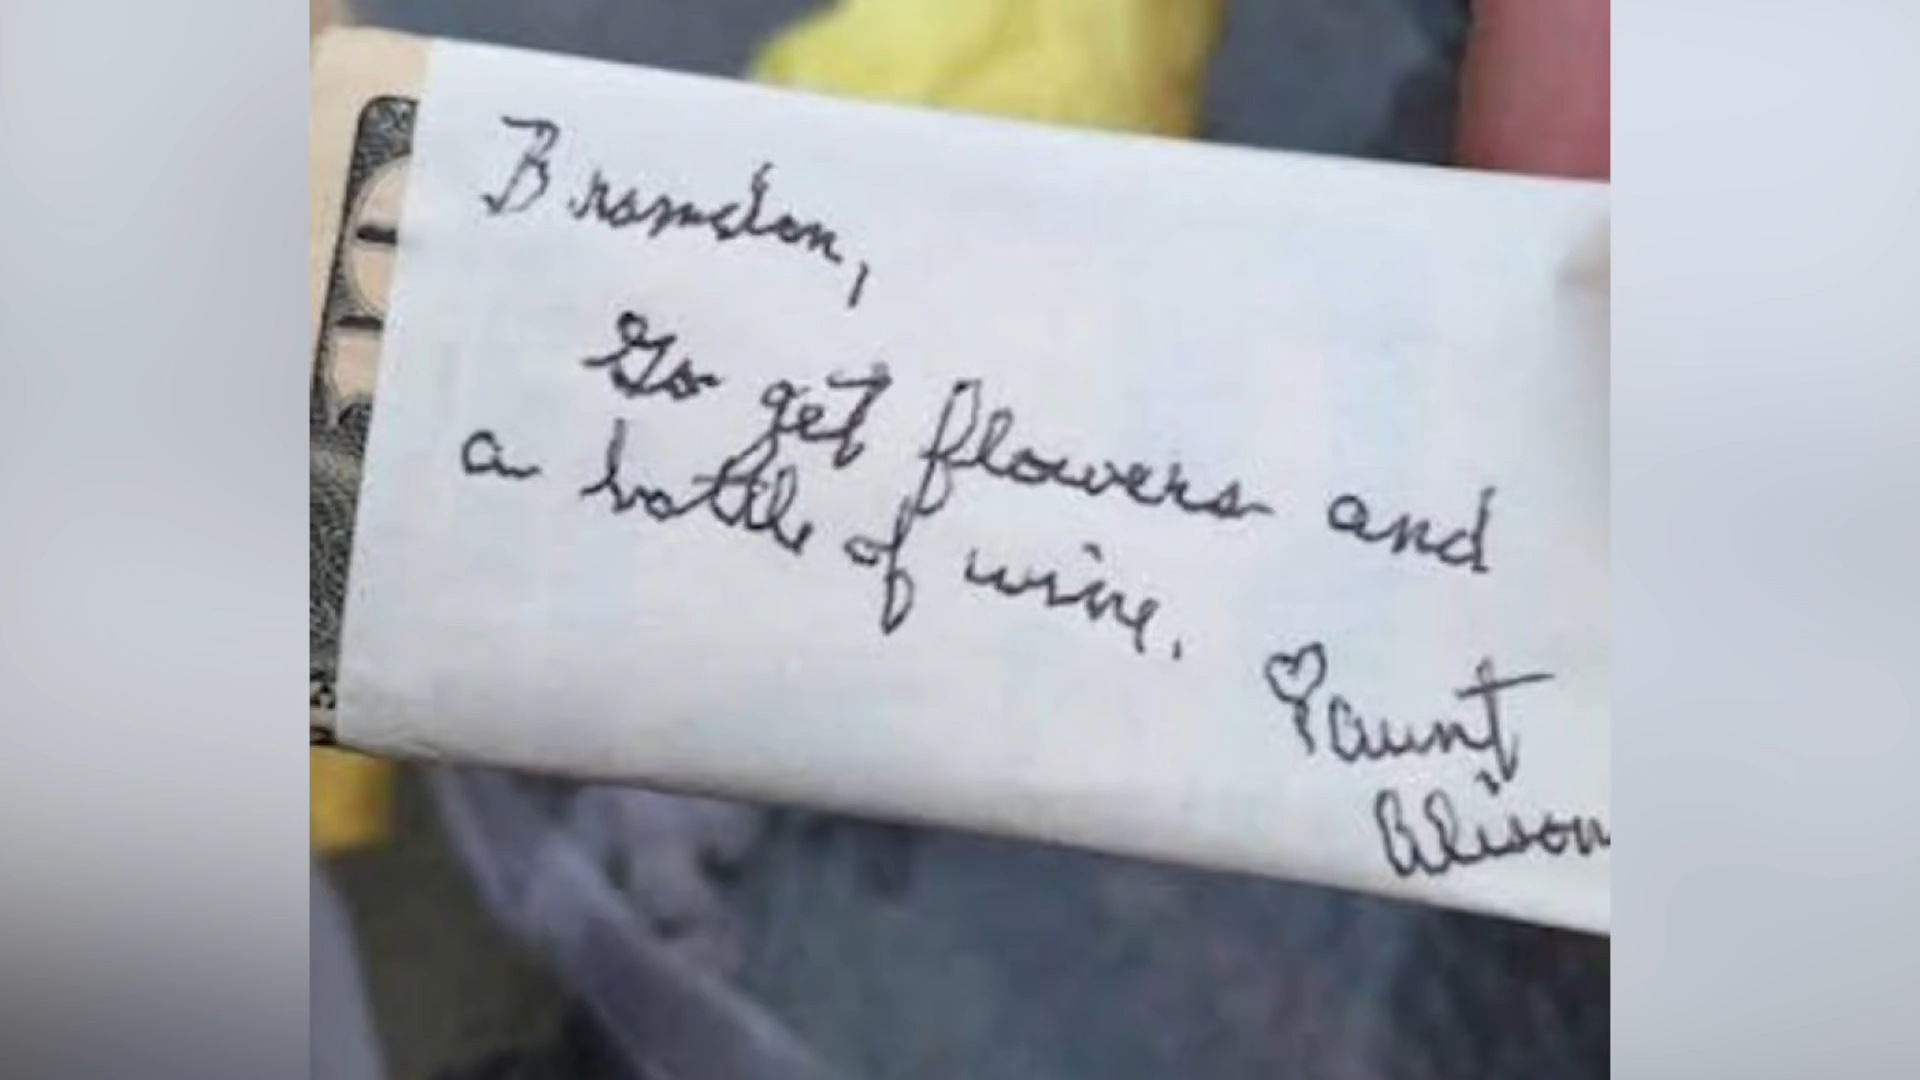 Brandon,
Go get flowers and
a bottle of wine.
♡ aunt
Alison